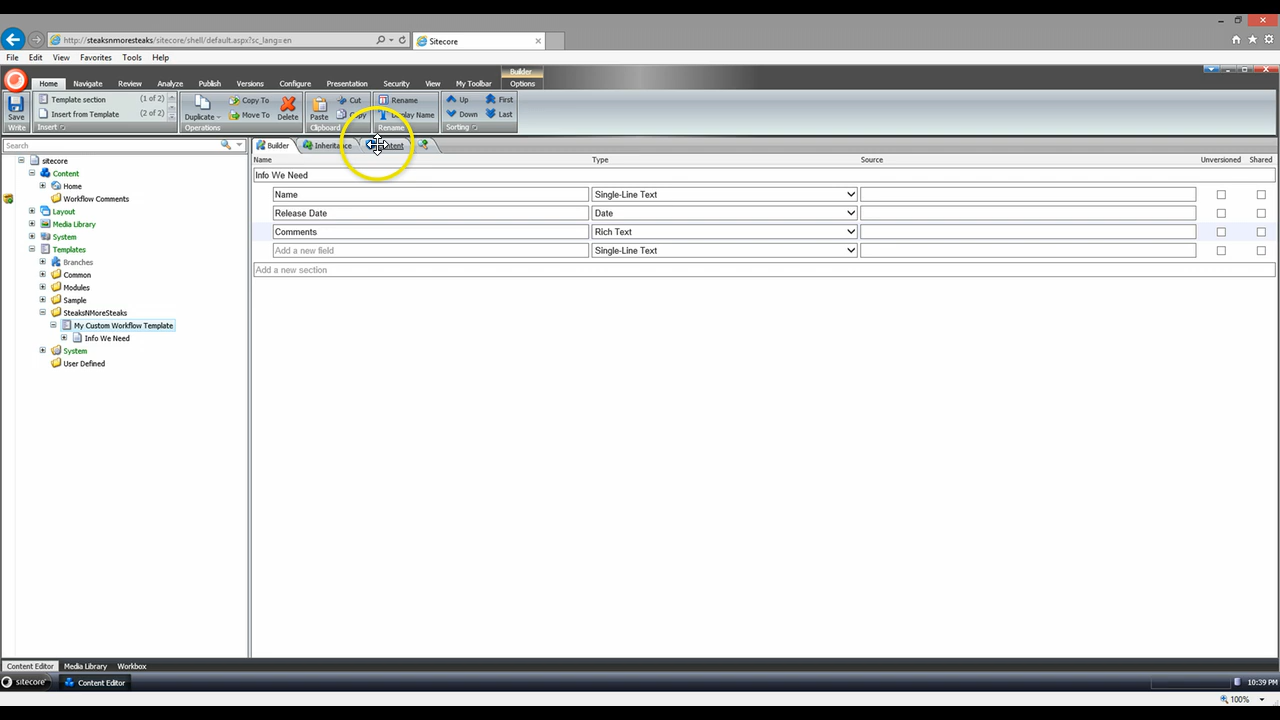 http://steaksnmoresteaks/sitecore/shell/default.aspx?sc_lang=en
Sitecore
File Edit View Favorites Tools Help
Builder
Home Navigate Review Analyze Publish Versions Configure Presentation Security View My Toolbar Options
Template section (1 of 2)
Insert from Template (2 of 2)
Save
Write
Insert
Duplicate
Copy To
Move To
Delete
Operations
Paste
Cut
Copy
Clipboard
Rename
Display Name
Rename
Up First
Down Last
Sorting
Search
Builder Inheritance
Name Type Source Unversioned Shared
sitecore
Content
Home
Workflow Comments
Layout
Media Library
System
Templates
Branches
Common
Modules
Sample
SteaksNMoreSteaks
My Custom Workflow Template
Info We Need
System
User Defined
Info We Need
Name Single-Line Text
Release Date Date
Comments Rich Text
Add a new field Single-Line Text
Add a new section
Content Editor Media Library Workbox
sitecore Content Editor 10:39 PM
100%